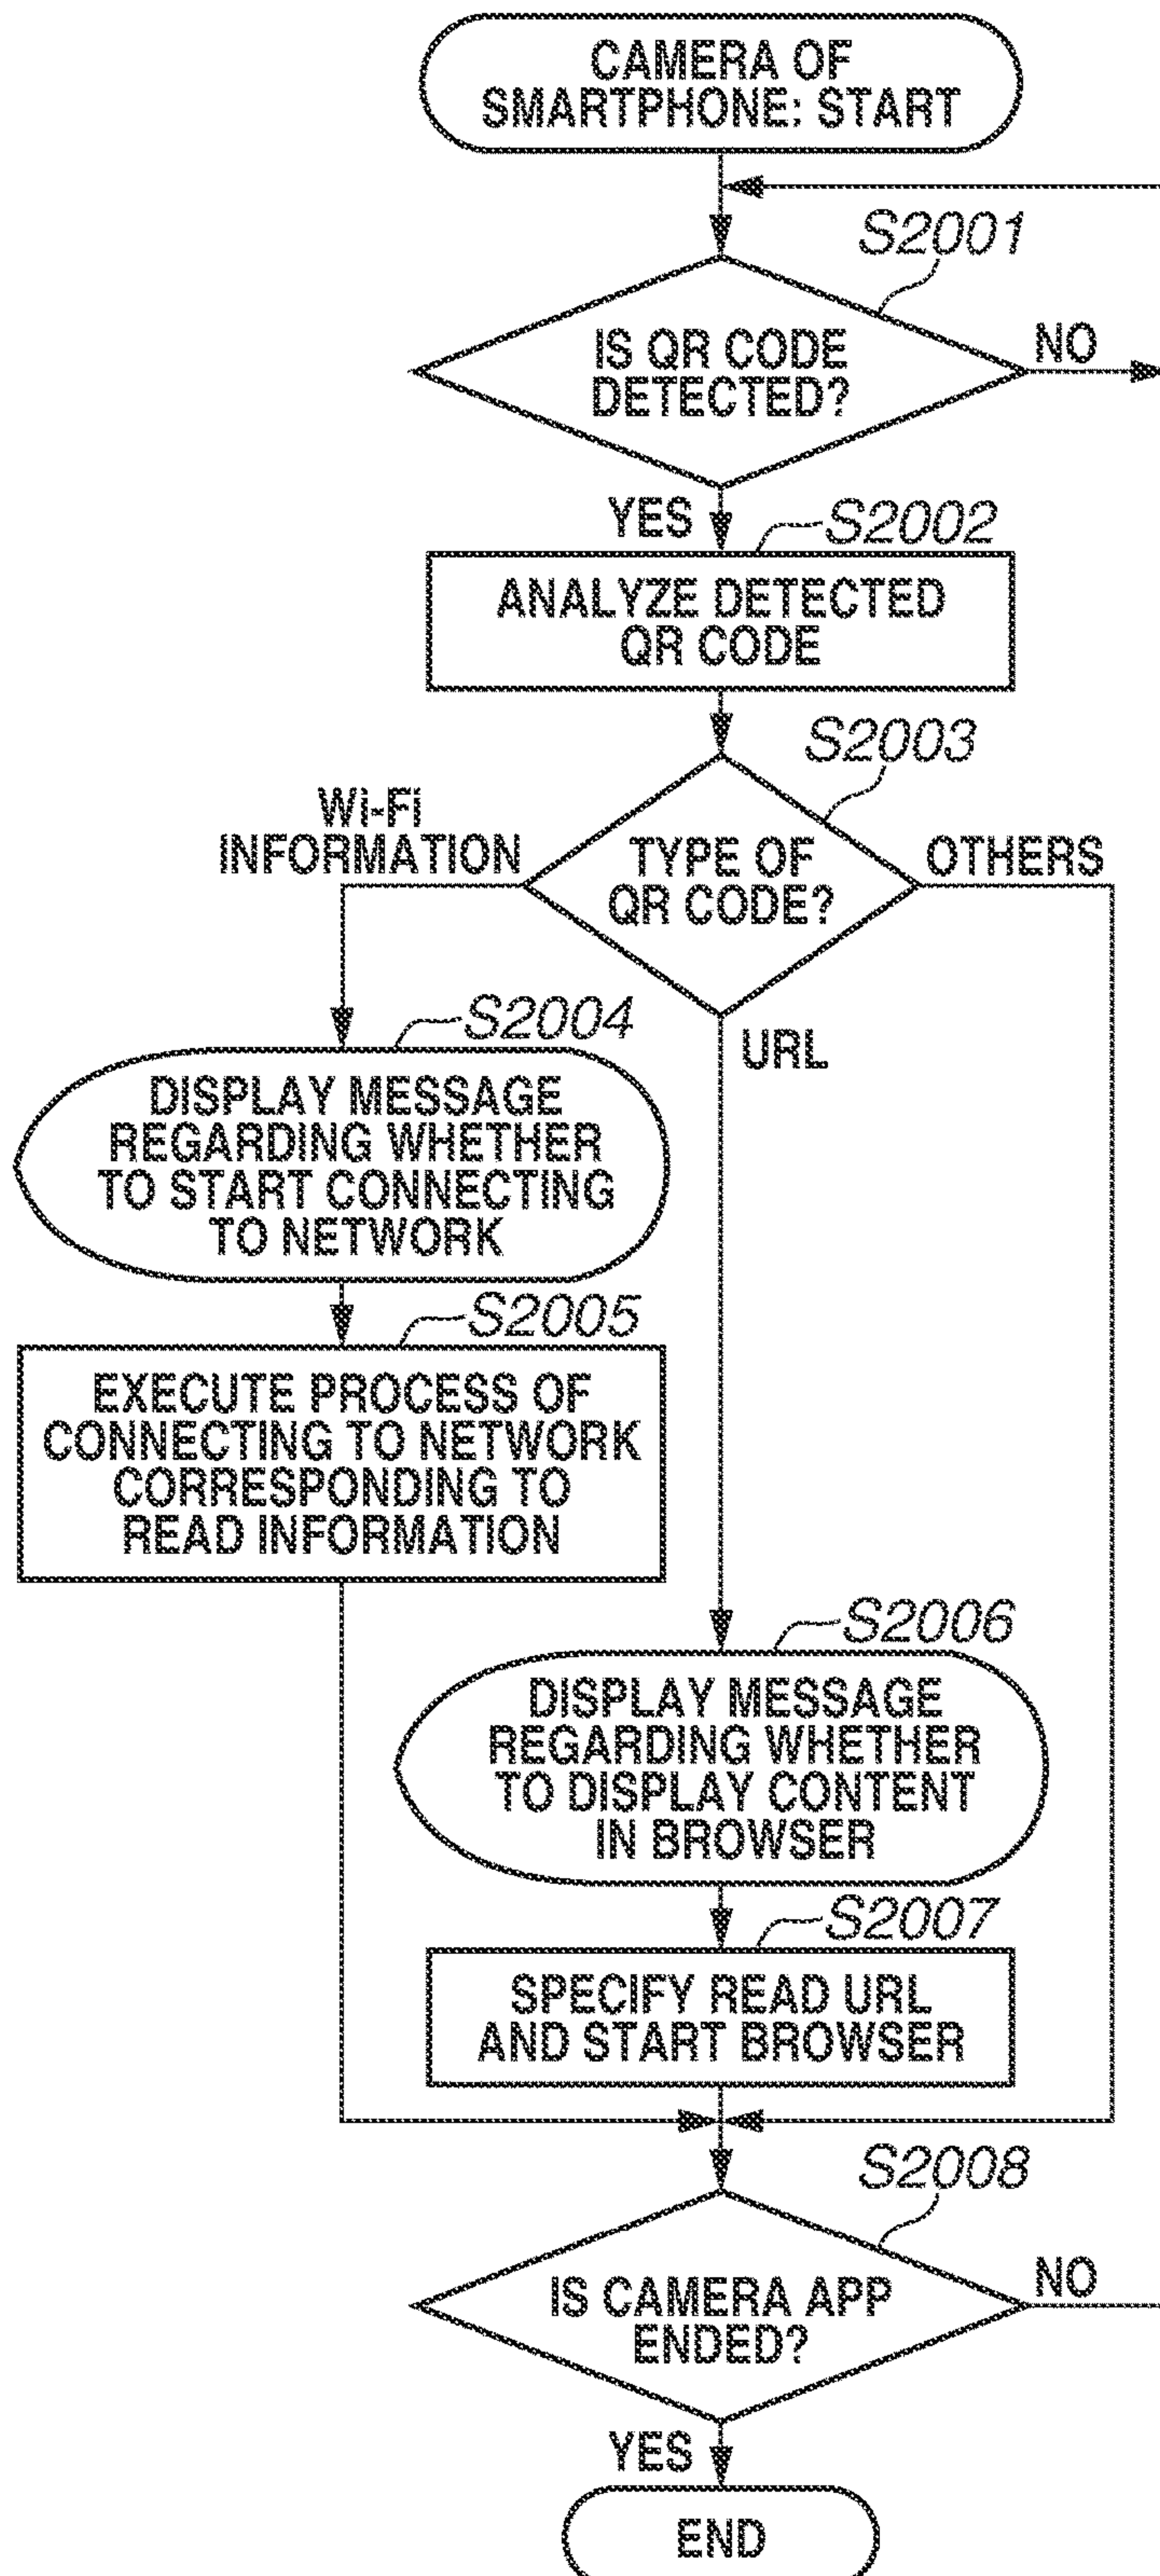 CAMERA OF
SMARTPHONE: START
S2001
IS QR CODE
DETECTED?
NO
YES
S2002
ANALYZE DETECTED
QR CODE
S2003
Wi-Fi
INFORMATION
TYPE OF
QR CODE?
OTHERS
URL
S2004
DISPLAY MESSAGE
REGARDING WHETHER
TO START CONNECTING
TO NETWORK
S2005
EXECUTE PROCESS OF
CONNECTING TO NETWORK
CORRESPONDING TO
READ INFORMATION
S2006
DISPLAY MESSAGE
REGARDING WHETHER
TO DISPLAY CONTENT
IN BROWSER
S2007
SPECIFY READ URL
AND START BROWSER
S2008
IS CAMERA APP
ENDED?
NO
YES
END